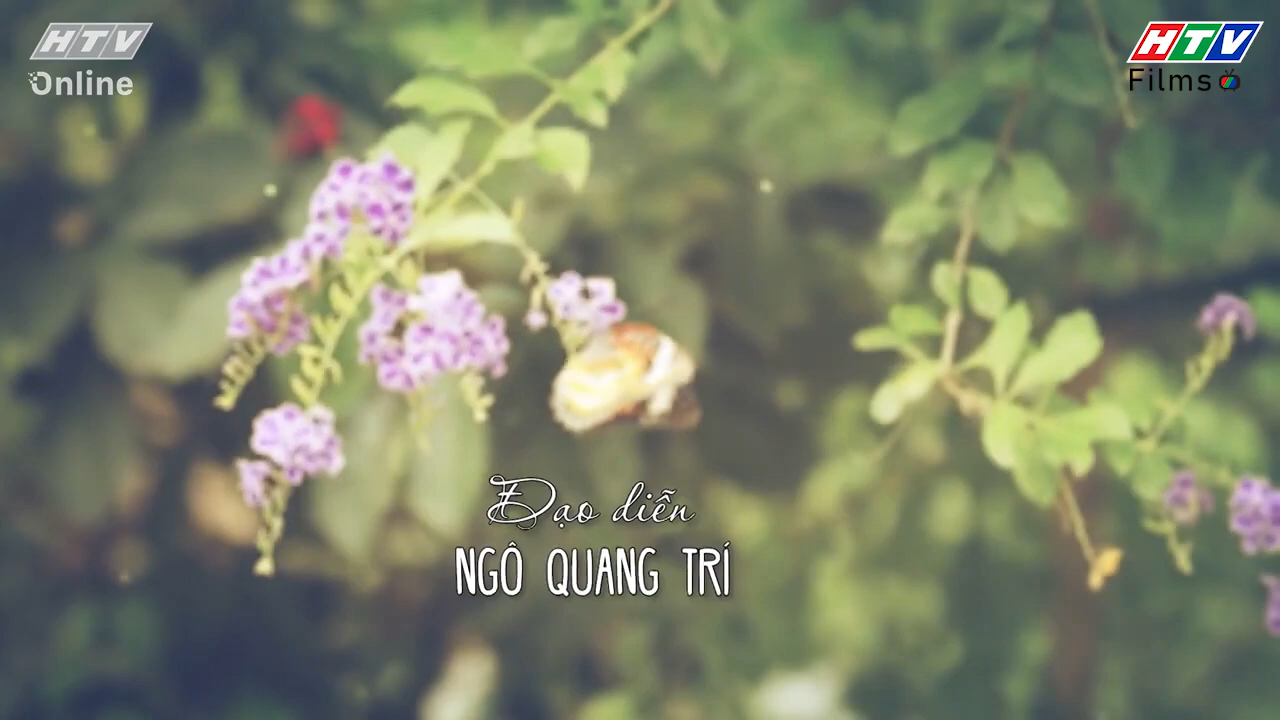 HTV
Online
HTV
Films
Đạo diễn
NGÔ QUANG TRÍ